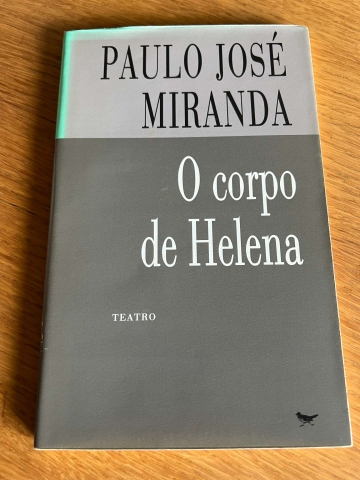 PAULO JOSÉ
MIRANDA
O corpo
de Helena
TEATRO